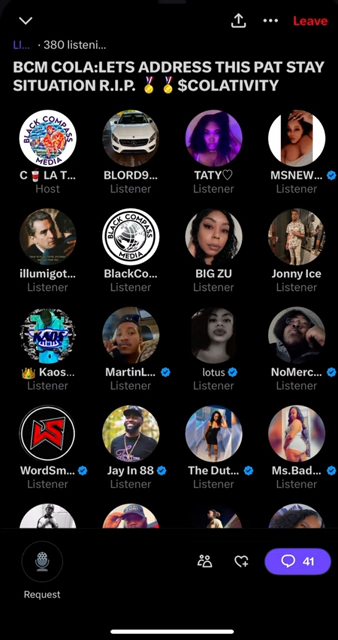 Leave
LI... · 380 listeni...
BCM COLA:LETS ADDRESS THIS PAT STAY
SITUATION R.I.P. 🏅🏅$COLATIVITY
BLACK COMPASS
MEDIA
C🥤LA T... BLORD9... TATY♡ MSNEW...
Host Listener Listener Listener
BLACK COMPASS
MEDIA
illumigot... BlackCo... BIG ZU Jonny Ice
Listener Listener Listener Listener
👑 Kaos... MartinL... lotus NoMerc...
Listener Listener Listener Listener
WordSm... Jay In 88 The Dut... Ms.Bad...
Listener Listener Listener Listener
41
Request